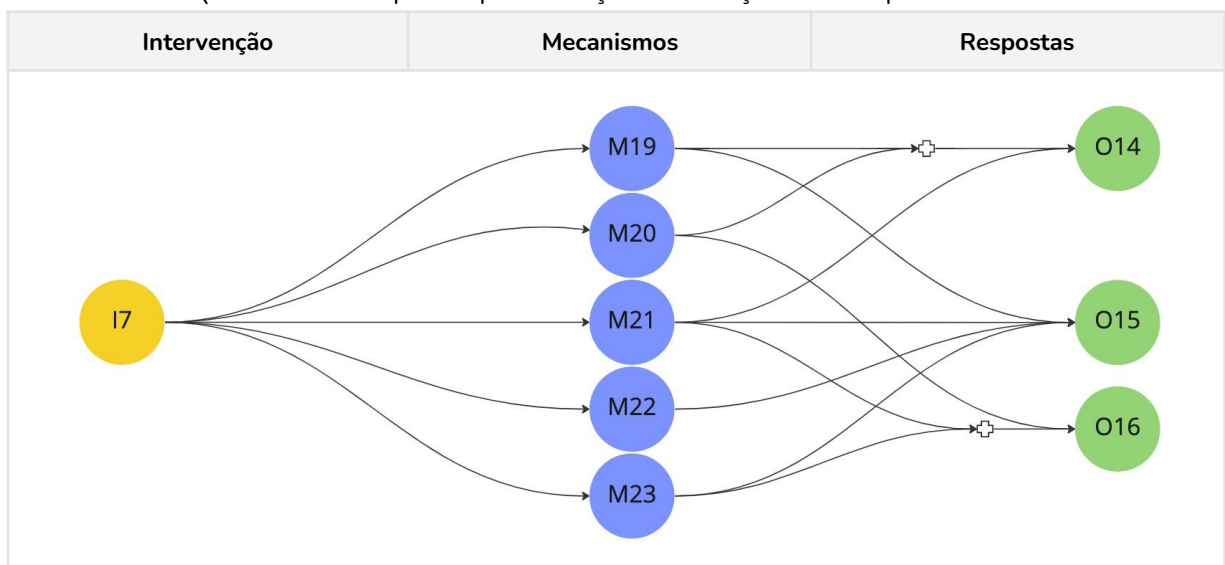 Intervenção Mecanismos Respostas
M19 O14
M20
I7 M21 O15
M22
O16
M23